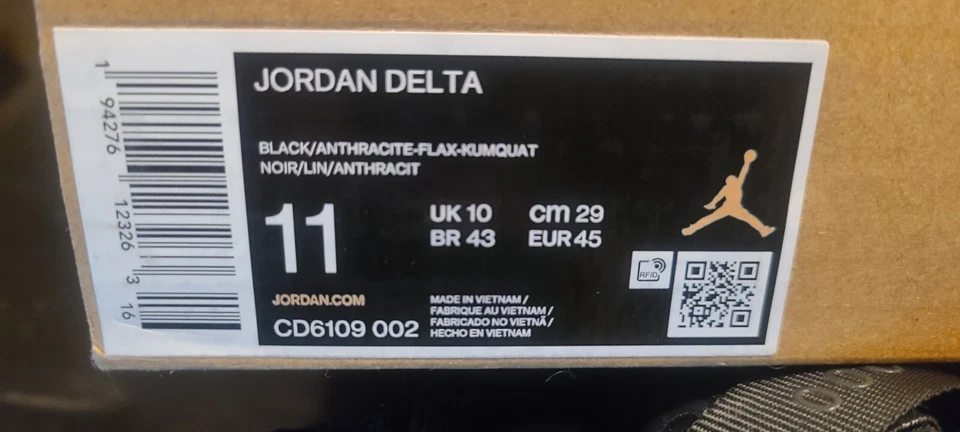 1 94276 12326 3 16
JORDAN DELTA
BLACK/ANTHRACITE-FLAX-KUMQUAT
NOIR/LIN/ANTHRACIT
11
UK 10 cm 29
BR 43 EUR 45
RFID
JORDAN.COM
CD6109 002
MADE IN VIETNAM /
FABRIQUE AU VIETNAM /
FABRICADO NO VIETNÃ /
HECHO EN VIETNAM